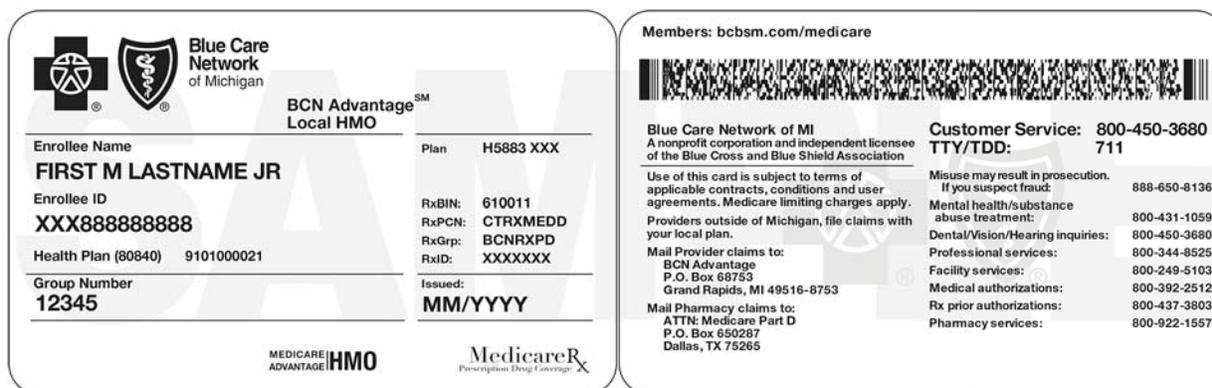 SAMPLE
Blue Care
Network
of Michigan
BCN Advantage℠
Local HMO
Enrollee Name
FIRST M LASTNAME JR
Enrollee ID
XXX888888888
Health Plan (80840) 9101000021
Group Number
12345
Plan H5883 XXX
RxBIN: 610011
RxPCN: CTRXMEDD
RxGrp: BCNRXPD
RxID: XXXXXXX
Issued:
MM/YYYY
MEDICARE
ADVANTAGE HMO
MedicareRx
Prescription Drug Coverage
Members: bcbsm.com/medicare
Blue Care Network of MI
A nonprofit corporation and independent licensee
of the Blue Cross and Blue Shield Association
Use of this card is subject to terms of
applicable contracts, conditions and user
agreements. Medicare limiting charges apply.
Providers outside of Michigan, file claims with
your local plan.
Mail Provider claims to:
BCN Advantage
P.O. Box 68753
Grand Rapids, MI 49516-8753
Mail Pharmacy claims to:
ATTN: Medicare Part D
P.O. Box 650287
Dallas, TX 75265
Customer Service: 800-450-3680
TTY/TDD: 711
Misuse may result in prosecution.
If you suspect fraud: 888-650-8136
Mental health/substance
abuse treatment: 800-431-1059
Dental/Vision/Hearing inquiries: 800-450-3680
Professional services: 800-344-8525
Facility services: 800-249-5103
Medical authorizations: 800-392-2512
Rx prior authorizations: 800-437-3803
Pharmacy services: 800-922-1557